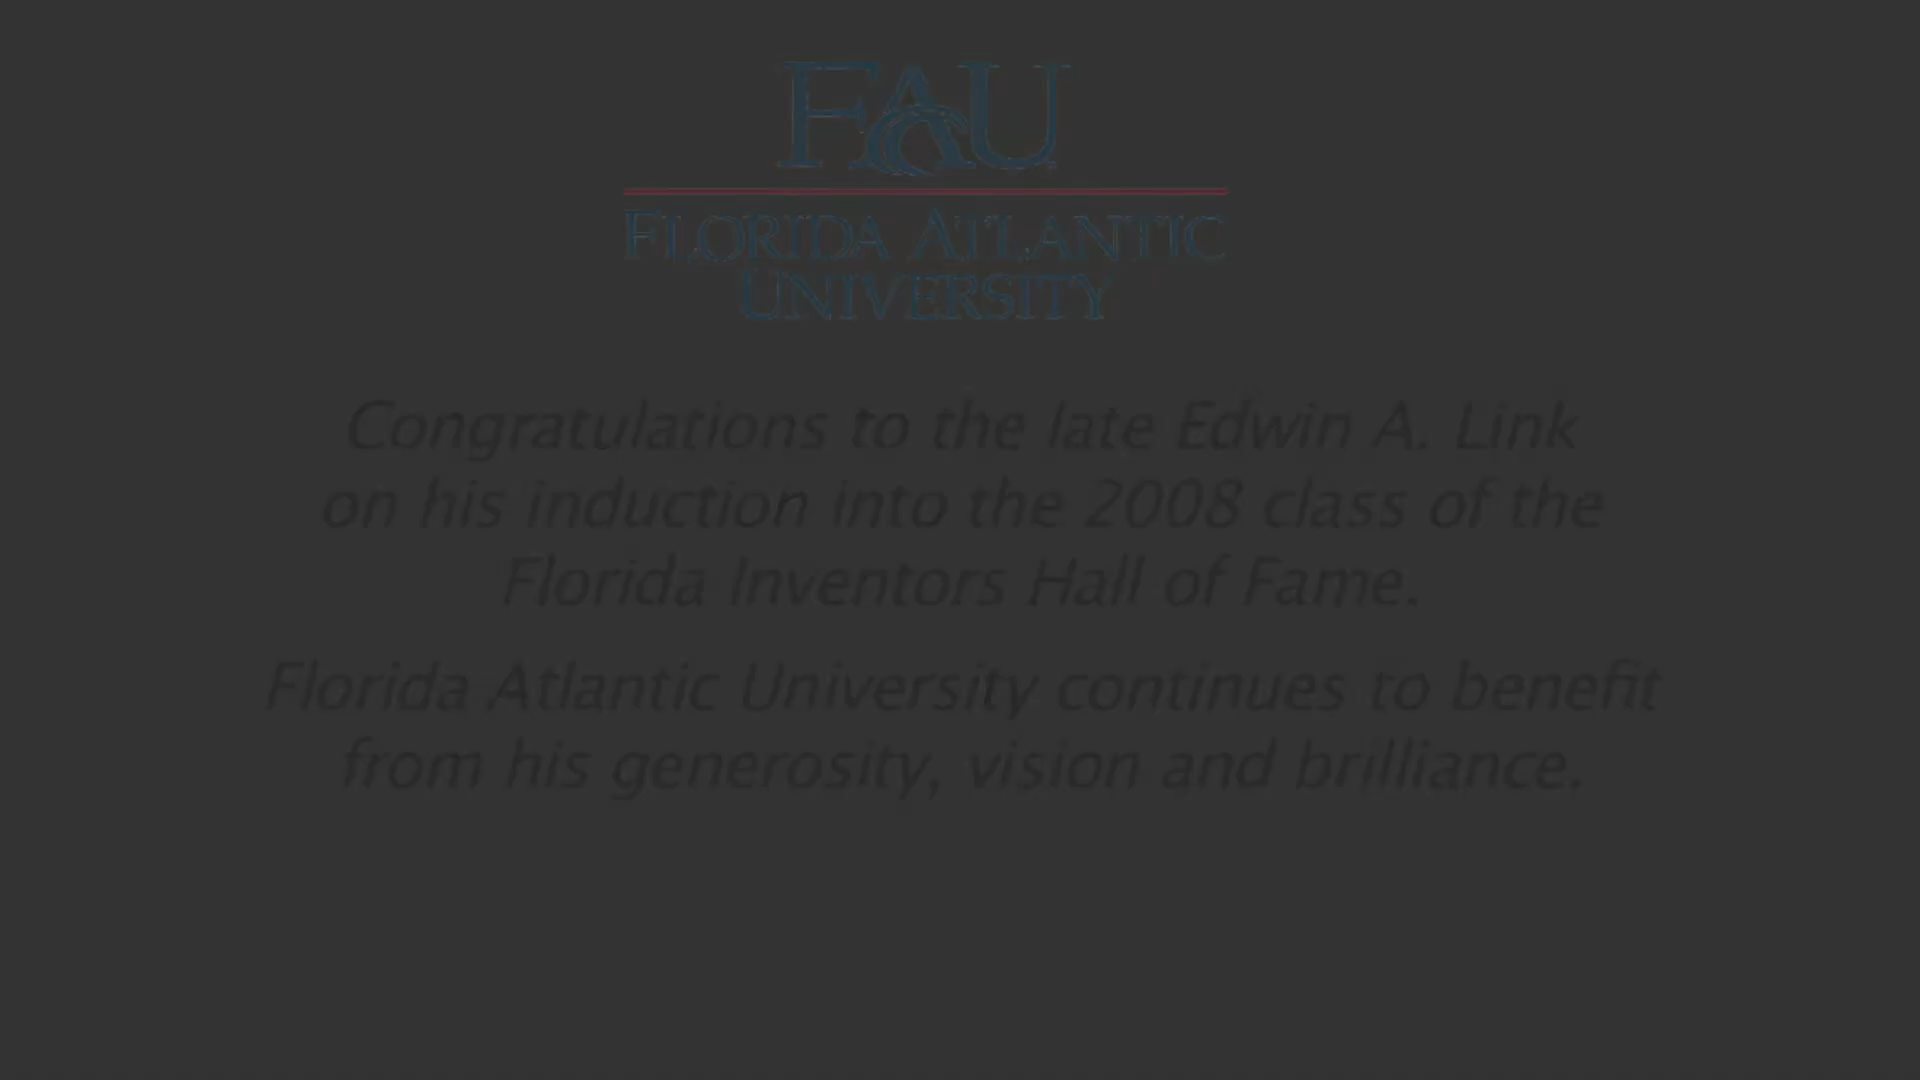 FAU
FLORIDA ATLANTIC
UNIVERSITY
Congratulations to the late Edwin A. Link
on his induction into the 2008 class of the
Florida Inventors Hall of Fame.
Florida Atlantic University continues to benefit
from his generosity, vision and brilliance.